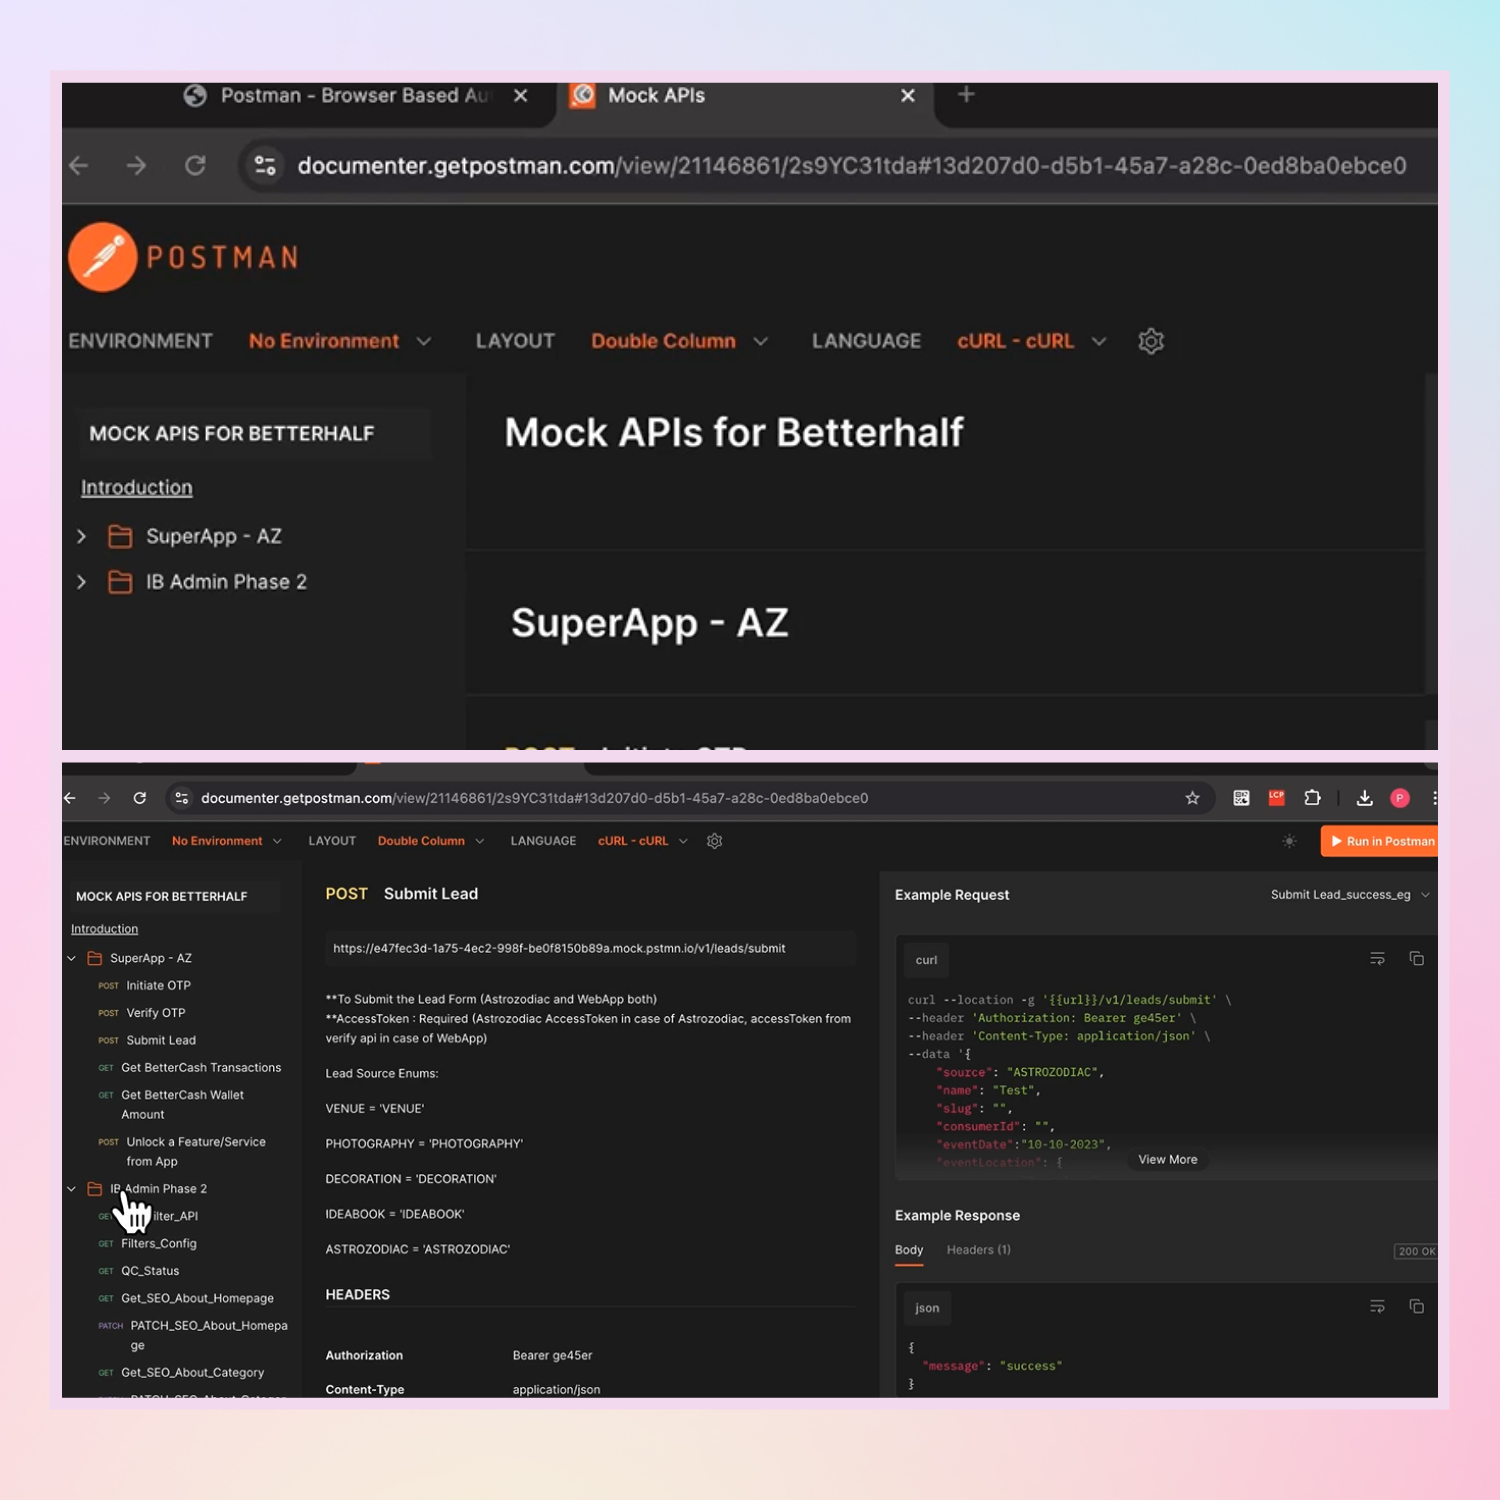 Postman - Browser Based Au
Mock APIs
documenter.getpostman.com/view/21146861/2s9YC31tda#13d207d0-d5b1-45a7-a28c-0ed8ba0ebce0
POSTMAN
ENVIRONMENT No Environment LAYOUT Double Column LANGUAGE cURL - cURL
MOCK APIS FOR BETTERHALF
Introduction
SuperApp - AZ
IB Admin Phase 2
Mock APIs for Betterhalf
SuperApp - AZ
documenter.getpostman.com/view/21146861/2s9YC31tda#13d207d0-d5b1-45a7-a28c-0ed8ba0ebce0
LCP
P
ENVIRONMENT No Environment LAYOUT Double Column LANGUAGE cURL - cURL
Run in Postman
MOCK APIS FOR BETTERHALF
Introduction
SuperApp - AZ
POST Initiate OTP
POST Verify OTP
POST Submit Lead
GET Get BetterCash Transactions
GET Get BetterCash Wallet
Amount
POST Unlock a Feature/Service
from App
IB Admin Phase 2
ilter_API
GET Filters_Config
GET QC_Status
GET Get_SEO_About_Homepage
PATCH PATCH_SEO_About_Homepa
ge
GET Get_SEO_About_Category
POST Submit Lead
https://e47fec3d-1a75-4ec2-998f-be0f8150b89a.mock.pstmn.io/v1/leads/submit
**To Submit the Lead Form (Astrozodiac and WebApp both)
**AccessToken : Required (Astrozodiac AccessToken in case of Astrozodiac, accessToken from
verify api in case of WebApp)
Lead Source Enums:
VENUE = 'VENUE'
PHOTOGRAPHY = 'PHOTOGRAPHY'
DECORATION = 'DECORATION'
IDEABOOK = 'IDEABOOK'
ASTROZODIAC = 'ASTROZODIAC'
HEADERS
Authorization Bearer ge45er
Content-Type application/json
Example Request
Submit Lead_success_eg
curl
curl --location -g '{{url}}/v1/leads/submit' \
--header 'Authorization: Bearer ge45er' \
--header 'Content-Type: application/json' \
--data '{
"source": "ASTROZODIAC",
"name": "Test",
"slug": "",
"consumerId": "",
"eventDate":"10-10-2023",
"eventLocation": {
View More
Example Response
Body Headers (1)
200 OK
json
{
"message": "success"
}